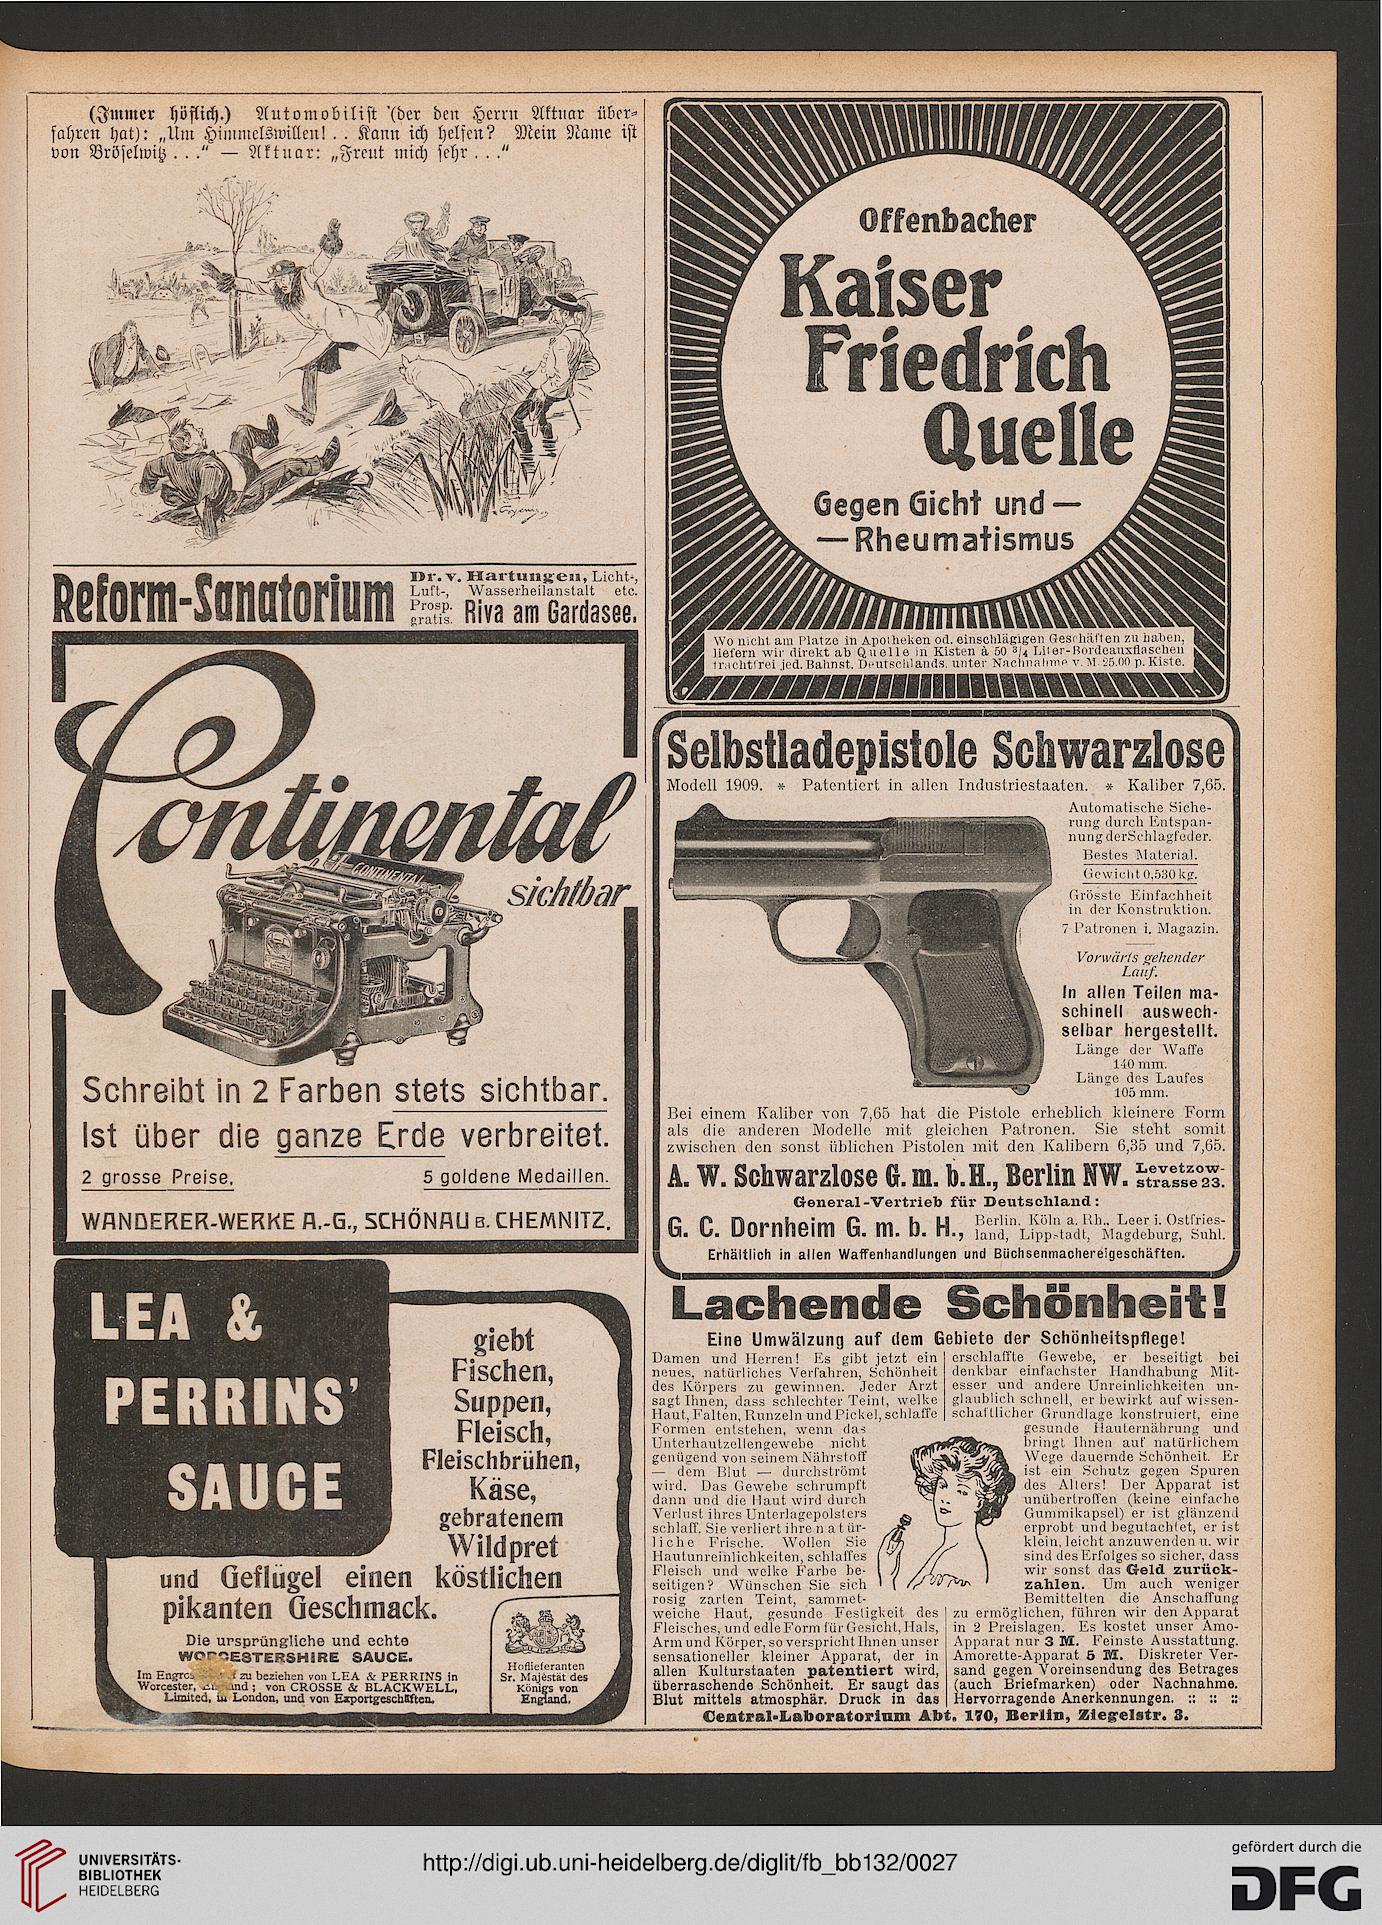 (Immer höflich.) Automobilist (der den Herrn Aktuar über-
fahren hat): „Um Himmelswillen! . . Kann ich helfen? Mein Name ist
von Bröselwitz . . .“ — Aktuar: „Freut mich sehr . . .“
Reform-Sanatorium
Dr. v. Hartungen, Licht-,
Luft-, Wasserheilanstalt etc.
Prosp. gratis. Riva am Gardasee.
Continental
CONTINENTAL
sichtbar
Schreibt in 2 Farben stets sichtbar.
Ist über die ganze Erde verbreitet.
2 grosse Preise. 5 goldene Medaillen.
WANDERER-WERKE A.-G., SCHÖNAU B. CHEMNITZ.
LEA &
PERRINS'
SAUCE
giebt
Fischen,
Suppen,
Fleisch,
Fleischbrühen,
Käse,
gebratenem
Wildpret
und Geflügel einen köstlichen
pikanten Geschmack.
Die ursprüngliche und echte
WORCESTERSHIRE SAUCE.
Im Engros zu beziehen von LEA & PERRINS in
Worcester, England; von CROSSE & BLACKWELL,
Limited, in London, und von Exportgeschäften.
Hoflieferanten
Sr. Majestät des
Königs von
England.
Offenbacher
Kaiser
Friedrich
Quelle
Gegen Gicht und —
— Rheumatismus
Wo nicht am Platze in Apotheken od. einschlägigen Geschäften zu haben,
liefern wir direkt ab Quelle in Kisten à 50 3/4 Liter-Bordeauxflaschen
frachtfrei jed. Bahnst. Deutschlands, unter Nachnahme v. M 25.00 p. Kiste.
Selbstladepistole Schwarzlose
Modell 1909. * Patentiert in allen Industriestaaten. * Kaliber 7,65.
Automatische Siche-
rung durch Entspan-
nung der Schlagfeder.
Bestes Material.
Gewicht 0,530 kg.
Grösste Einfachheit
in der Konstruktion.
7 Patronen i. Magazin.
Vorwärts gehender
Lauf.
In allen Teilen ma-
schinell auswech-
selbar hergestellt.
Länge der Waffe
140 mm.
Länge des Laufes
105 mm.
Bei einem Kaliber von 7,65 hat die Pistole erheblich kleinere Form
als die anderen Modelle mit gleichen Patronen. Sie steht somit
zwischen den sonst üblichen Pistolen mit den Kalibern 6,35 und 7,65.
A. W. Schwarzlose G. m. b. H., Berlin NW. Levetzow-
strasse 23.
General-Vertrieb für Deutschland:
G. C. Dornheim G. m. b. H., Berlin, Köln a. Rh., Leer i. Ostfries-
land, Lippstadt, Magdeburg, Suhl.
Erhältlich in allen Waffenhandlungen und Büchsenmachereigeschäften.
Lachende Schönheit!
Eine Umwälzung auf dem Gebiete der Schönheitspflege!
Damen und Herren! Es gibt jetzt ein
neues, natürliches Verfahren, Schönheit
des Körpers zu gewinnen. Jeder Arzt
sagt Ihnen, dass schlechter Teint, welke
Haut, Falten, Runzeln und Pickel, schlaffe
Formen entstehen, wenn das
Unterhautzellengewebe nicht
genügend von seinem Nährstoff
— dem Blut — durchströmt
wird. Das Gewebe schrumpft
dann und die Haut wird durch
Verlust ihres Unterlagepolsters
schlaff. Sie verliert ihre natür-
liche Frische. Wollen Sie
Hautunreinlichkeiten, schlaffes
Fleisch und welke Farbe be-
seitigen? Wünschen Sie sich
rosig zarten Teint, sammet-
weiche Haut, gesunde Festigkeit des
Fleisches, und edle Form für Gesicht, Hals,
Arm und Körper, so verspricht Ihnen unser
sensationeller kleiner Apparat, der in
allen Kulturstaaten patentiert wird,
überraschende Schönheit. Er saugt das
Blut mittels atmosphär. Druck in das
erschlaffte Gewebe, er beseitigt bei
denkbar einfachster Handhabung Mit-
esser und andere Unreinlichkeiten un-
glaublich schnell, er bewirkt auf wissen-
schaftlicher Grundlage konstruiert, eine
gesunde Hauternährung und
bringt Ihnen auf natürlichem
Wege dauernde Schönheit. Er
ist ein Schutz gegen Spuren
des Alters! Der Apparat ist
unübertroffen (keine einfache
Gummikapsel) er ist glänzend
erprobt und begutachtet, er ist
klein, leicht anzuwenden u. wir
sind des Erfolges so sicher, dass
wir sonst das Geld zurück-
zahlen. Um auch weniger
Bemittelten die Anschaffung
zu ermöglichen, führen wir den Apparat
in 2 Preislagen. Es kostet unser Amo-
Apparat nur 3 M. Feinste Ausstattung.
Amorette-Apparat 5 M. Diskreter Ver-
sand gegen Voreinsendung des Betrages
(auch Briefmarken) oder Nachnahme.
Hervorragende Anerkennungen. :: :: ::
Central-Laboratorium Abt. 170, Berlin, Ziegelstr. 3.
UNIVERSITÄTS-
BIBLIOTHEK
HEIDELBERG
http://digi.ub.uni-heidelberg.de/diglit/fb_bb132/0027
gefördert durch die
DFG